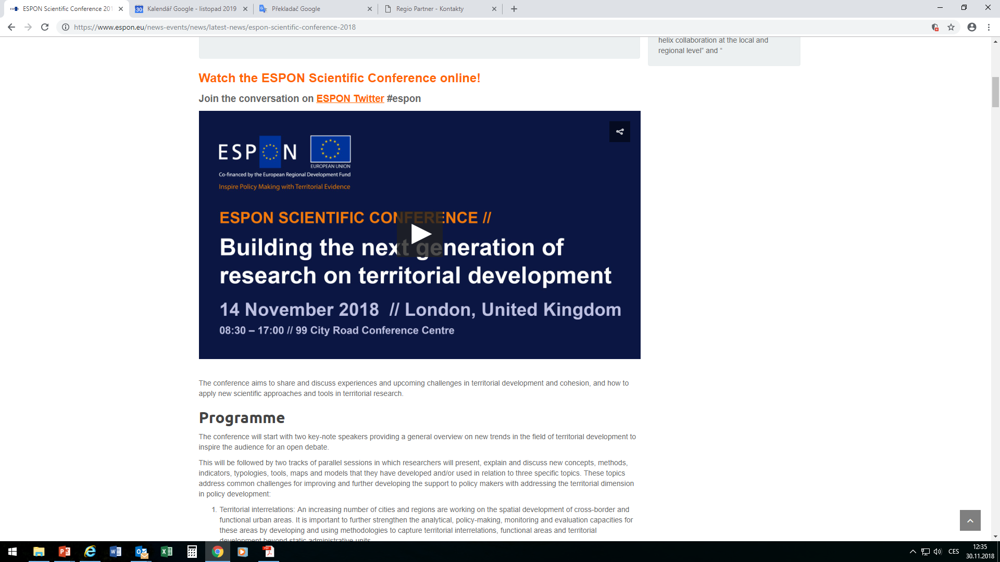 ESPON Scientific Conference 201
Kalendář Google - listopad 2019
Překladač Google
Regio Partner - Kontakty
https://www.espon.eu/news-events/news/latest-news/espon-scientific-conference-2018
helix collaboration at the local and
regional level” and “
Watch the ESPON Scientific Conference online!
Join the conversation on ESPON Twitter #espon
ESPON
EUROPEAN UNION
Co-financed by the European Regional Development Fund
Inspire Policy Making with Territorial Evidence
ESPON SCIENTIFIC CONFERENCE //
Building the next generation of
research on territorial development
14 November 2018 // London, United Kingdom
08:30 – 17:00 // 99 City Road Conference Centre
The conference aims to share and discuss experiences and upcoming challenges in territorial development and cohesion, and how to
apply new scientific approaches and tools in territorial research.
Programme
The conference will start with two key-note speakers providing a general overview on new trends in the field of territorial development to
inspire the audience for an open debate.
This will be followed by two tracks of parallel sessions in which researchers will present, explain and discuss new concepts, methods,
indicators, typologies, tools, maps and models that they have developed and/or used in relation to three specific topics. These topics
address common challenges for improving and further developing the support to policy makers with addressing the territorial dimension
in policy development:
1. Territorial interrelations: An increasing number of cities and regions are working on the spatial development of cross-border and
functional urban areas. It is important to further strengthen the analytical, policy-making, monitoring and evaluation capacities for
these areas by developing and using methodologies to capture territorial interrelations, functional areas and territorial
development beyond static administrative units
CES
12:35
30.11.2018